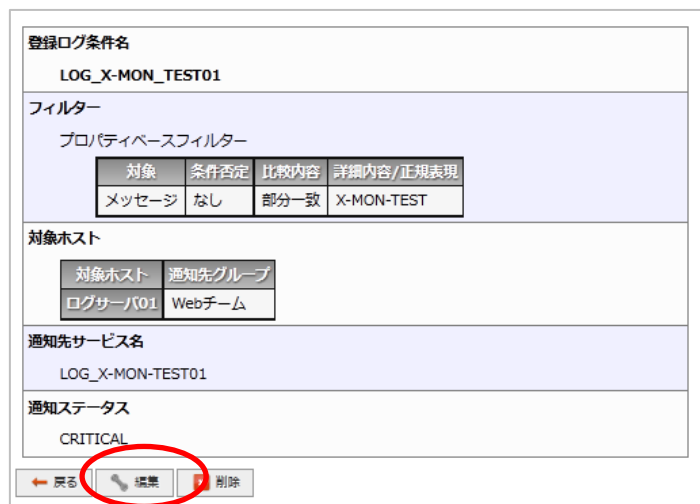 登録ログ条件名
LOG_X-MON_TEST01
フィルター
プロパティベースフィルター
対象 条件否定 比較内容 詳細内容/正規表現
メッセージ なし 部分一致 X-MON-TEST
対象ホスト
対象ホスト 通知先グループ
ログサーバ01 Webチーム
通知先サービス名
LOG_X-MON-TEST01
通知ステータス
CRITICAL
戻る 編集 削除